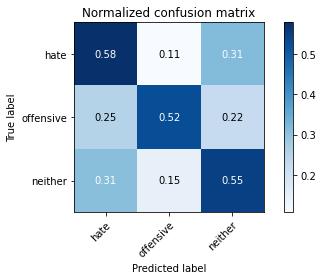 Normalized confusion matrix
True label
hate
offensive
neither
0.58 0.11 0.31
0.25 0.52 0.22
0.31 0.15 0.55
hate
offensive
neither
Predicted label
0.5
0.4
0.3
0.2